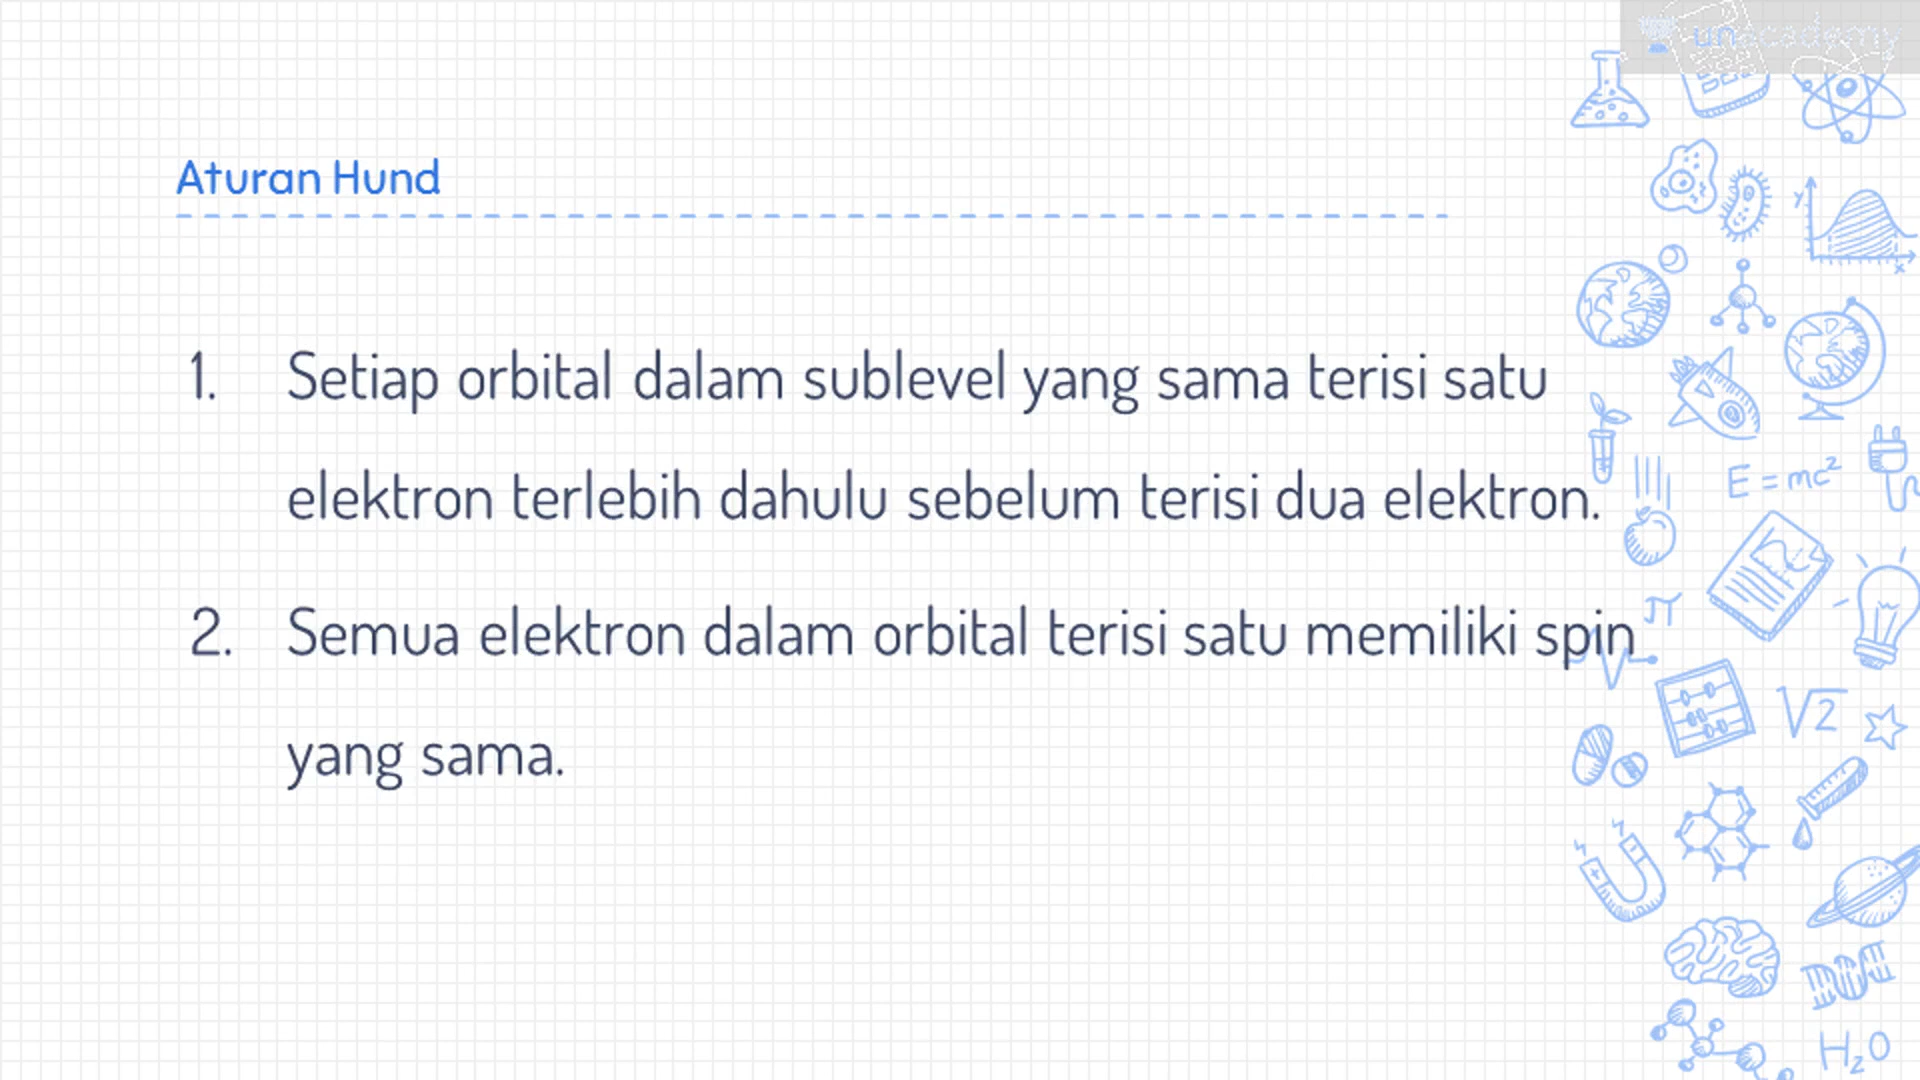 unacademy
Aturan Hund
1. Setiap orbital dalam sublevel yang sama terisi satu
elektron terlebih dahulu sebelum terisi dua elektron.
2. Semua elektron dalam orbital terisi satu memiliki spin
yang sama.
y
x
E = mc²
π
√2
H₂O